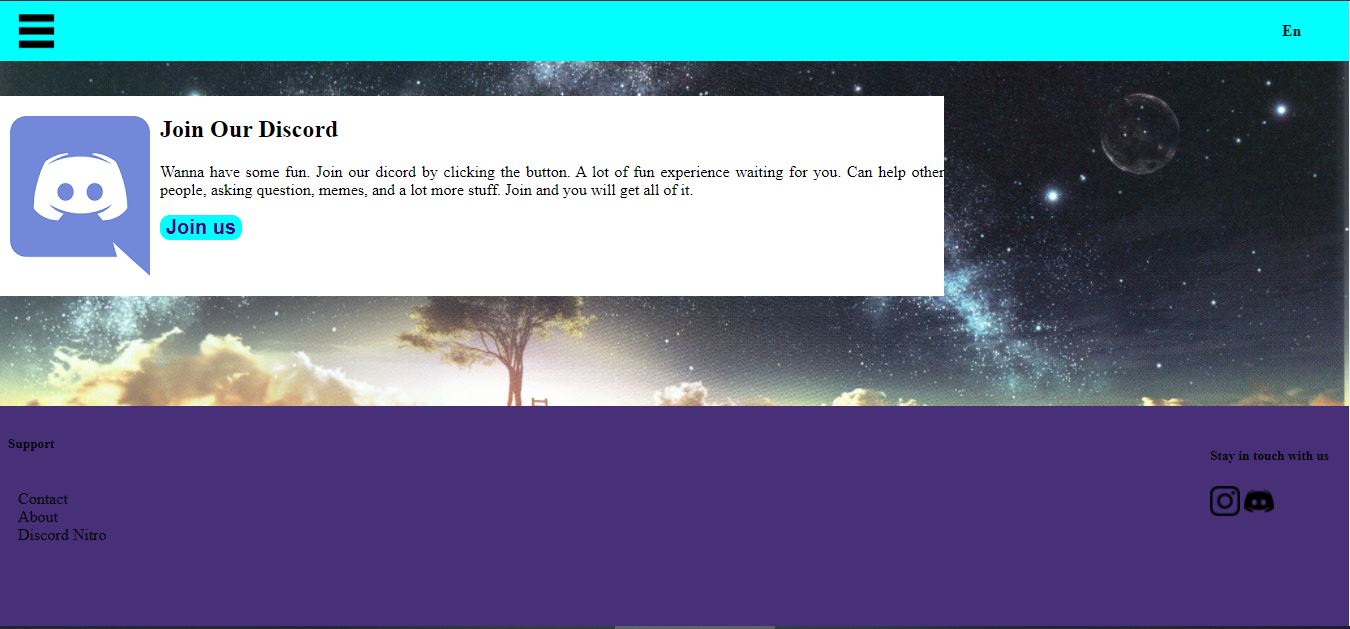 En
Join Our Discord
Wanna have some fun. Join our dicord by clicking the button. A lot of fun experience waiting for you. Can help other
people, asking question, memes, and a lot more stuff. Join and you will get all of it.
Join us
Support
Stay in touch with us
Contact
About
Discord Nitro